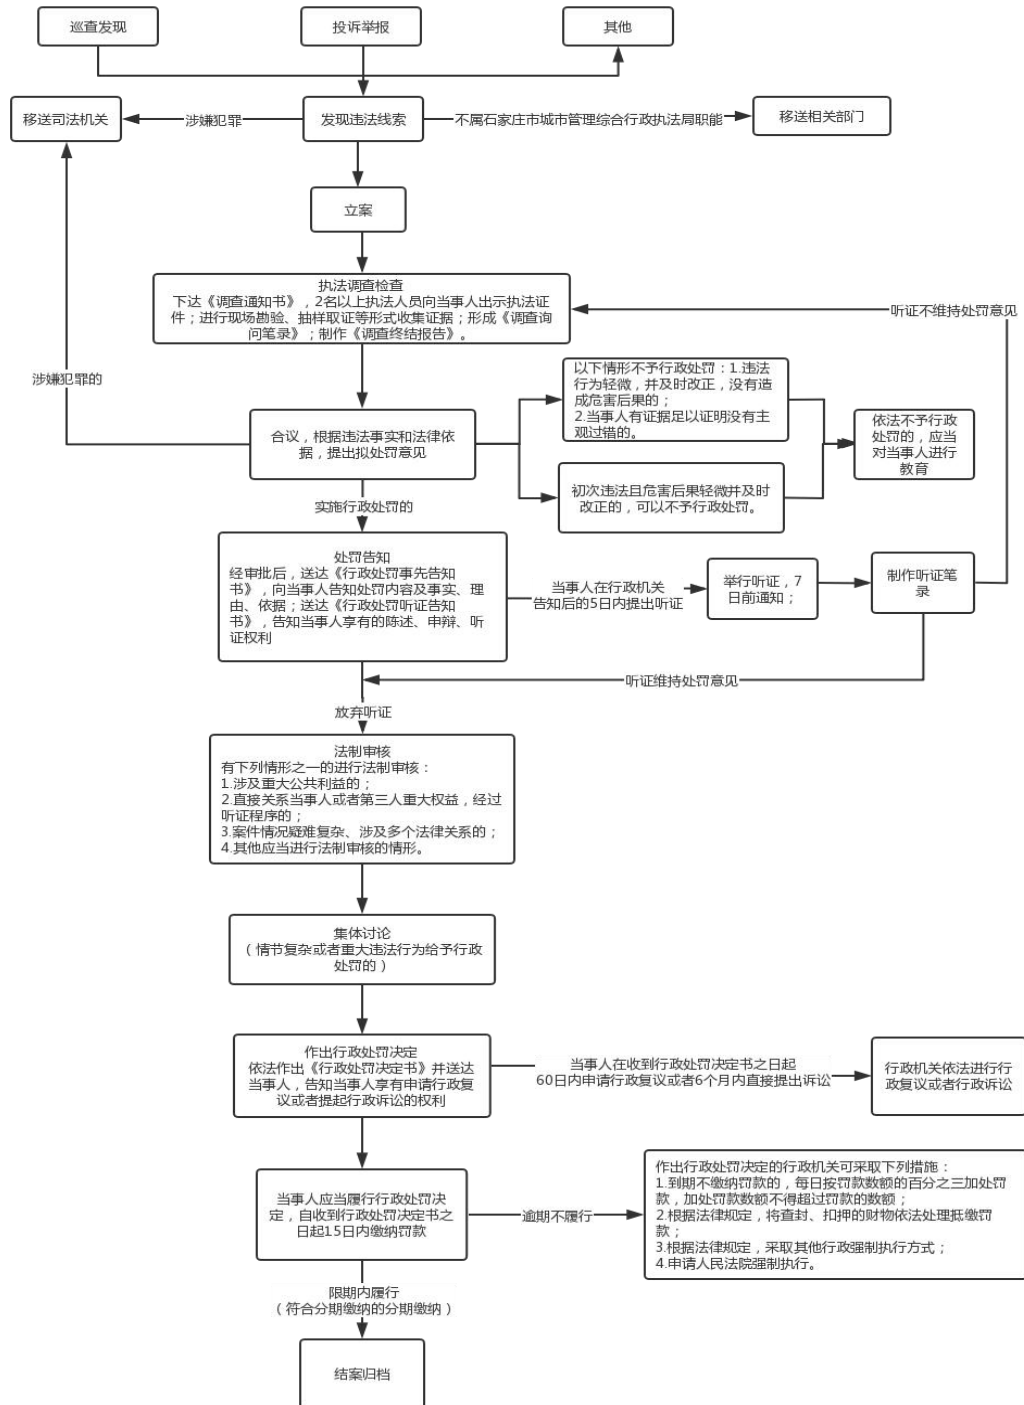 巡查发现
投诉举报
其他
移送司法机关
涉嫌犯罪
发现违法线索
不属石家庄市城市管理综合行政执法局职能
移送相关部门
立案
执法调查检查
下达《调查通知书》，2名以上执法人员向当事人出示执法证
件；进行现场勘验、抽样取证等形式收集证据；形成《调查询
问笔录》；制作《调查终结报告》。
听证不维持处罚意见
涉嫌犯罪的
以下情形不予行政处罚：1.违法
行为轻微，并及时改正，没有造
成危害后果的；
2.当事人有证据足以证明没有主
观过错的。
合议，根据违法事实和法律依
据，提出拟处罚意见
依法不予行政
处罚的，应当
对当事人进行
教育
初次违法且危害后果轻微并及时
改正的，可以不予行政处罚。
实施行政处罚的
处罚告知
经审批后，送达《行政处罚事先告知
书》，向当事人告知处罚内容及事实、理
由、依据；送达《行政处罚听证告知
书》，告知当事人享有的陈述、申辩、听
证权利
当事人在行政机关
告知后的5日内提出听证
举行听证，7
日前通知；
制作听证笔
录
听证维持处罚意见
放弃听证
法制审核
有下列情形之一的进行法制审核：
1.涉及重大公共利益的；
2.直接关系当事人或者第三人重大权益，经过
听证程序的；
3.案件情况疑难复杂、涉及多个法律关系的；
4.其他应当进行法制审核的情形。
集体讨论
（情节复杂或者重大违法行为给予行政
处罚的）
作出行政处罚决定
依法作出《行政处罚决定书》并送达
当事人，告知当事人享有申请行政复
议或者提起行政诉讼的权利
当事人在收到行政处罚决定书之日起
60日内申请行政复议或者6个月内直接提出诉讼
行政机关依法进行行
政复议或者行政诉讼
当事人应当履行行政处罚决
定，自收到行政处罚决定书之
日起15日内缴纳罚款
逾期不履行
作出行政处罚决定的行政机关可采取下列措施：
1.到期不缴纳罚款的，每日按罚款数额的百分之三加处罚
款，加处罚款数额不得超过罚款的数额；
2.根据法律规定，将查封、扣押的财物依法处理抵缴罚
款；
3.根据法律规定，采取其他行政强制执行方式；
4.申请人民法院强制执行。
限期内履行
（符合分期缴纳的分期缴纳）
结案归档